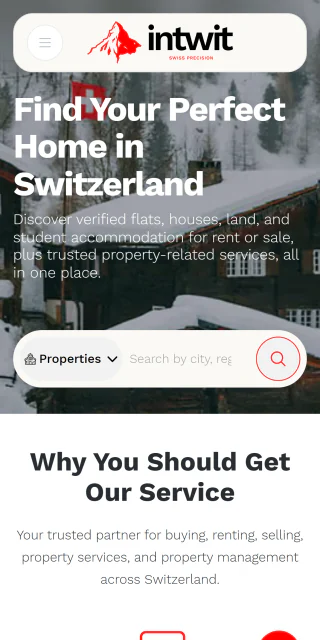 intwit
SWISS PRECISION
Find Your Perfect
Home in
Switzerland
Discover verified flats, houses, land, and
student accommodation for rent or sale,
plus trusted property-related services, all
in one place.
Properties
Search by city, reg
Why You Should Get
Our Service
Your trusted partner for buying, renting, selling,
property services, and property management
across Switzerland.